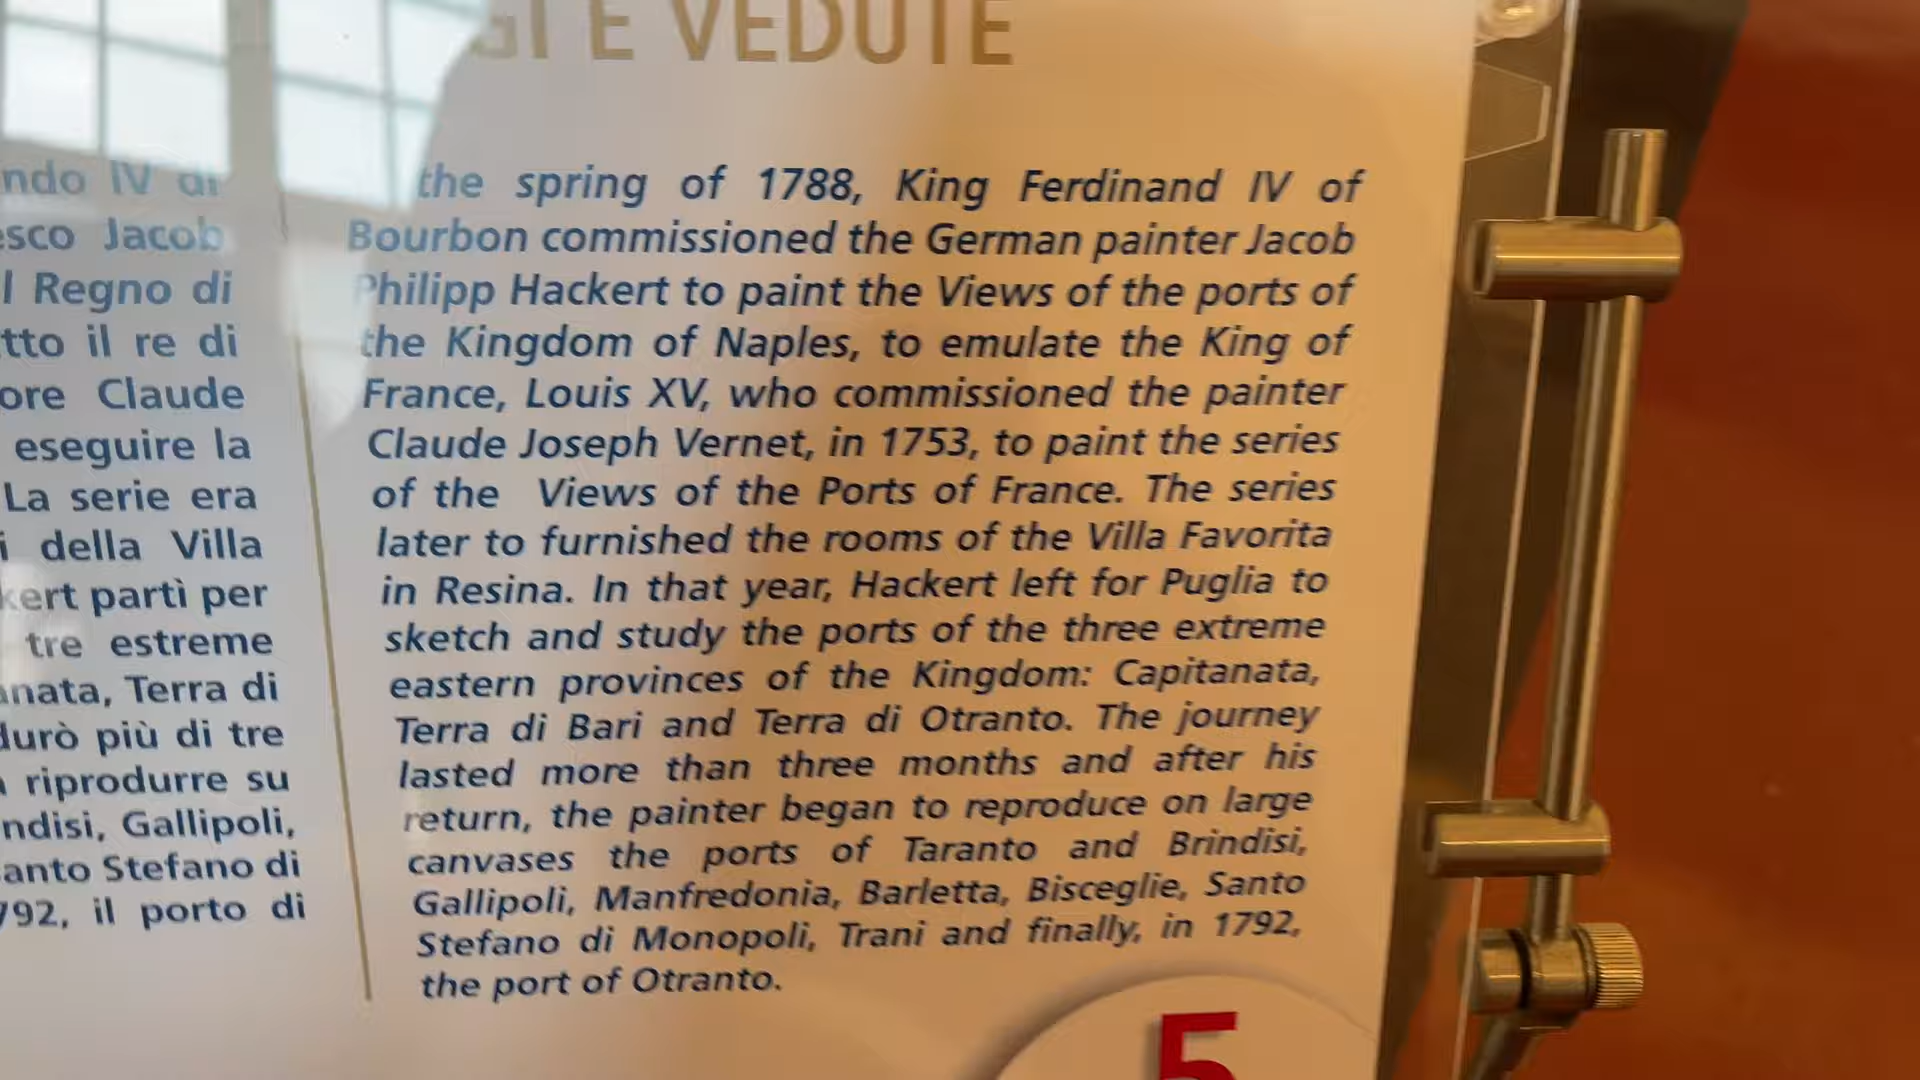 GI E VEDUTE
ndo IV di
esco Jacob
l Regno di
tto il re di
ore Claude
eseguire la
La serie era
i della Villa
kert partì per
tre estreme
anata, Terra di
durò più di tre
a riprodurre su
ndisi, Gallipoli,
anto Stefano di
792, il porto di
the spring of 1788, King Ferdinand IV of
Bourbon commissioned the German painter Jacob
Philipp Hackert to paint the Views of the ports of
the Kingdom of Naples, to emulate the King of
France, Louis XV, who commissioned the painter
Claude Joseph Vernet, in 1753, to paint the series
of the Views of the Ports of France. The series
later to furnished the rooms of the Villa Favorita
in Resina. In that year, Hackert left for Puglia to
sketch and study the ports of the three extreme
eastern provinces of the Kingdom: Capitanata,
Terra di Bari and Terra di Otranto. The journey
lasted more than three months and after his
return, the painter began to reproduce on large
canvases the ports of Taranto and Brindisi,
Gallipoli, Manfredonia, Barletta, Bisceglie, Santo
Stefano di Monopoli, Trani and finally, in 1792,
the port of Otranto.
5